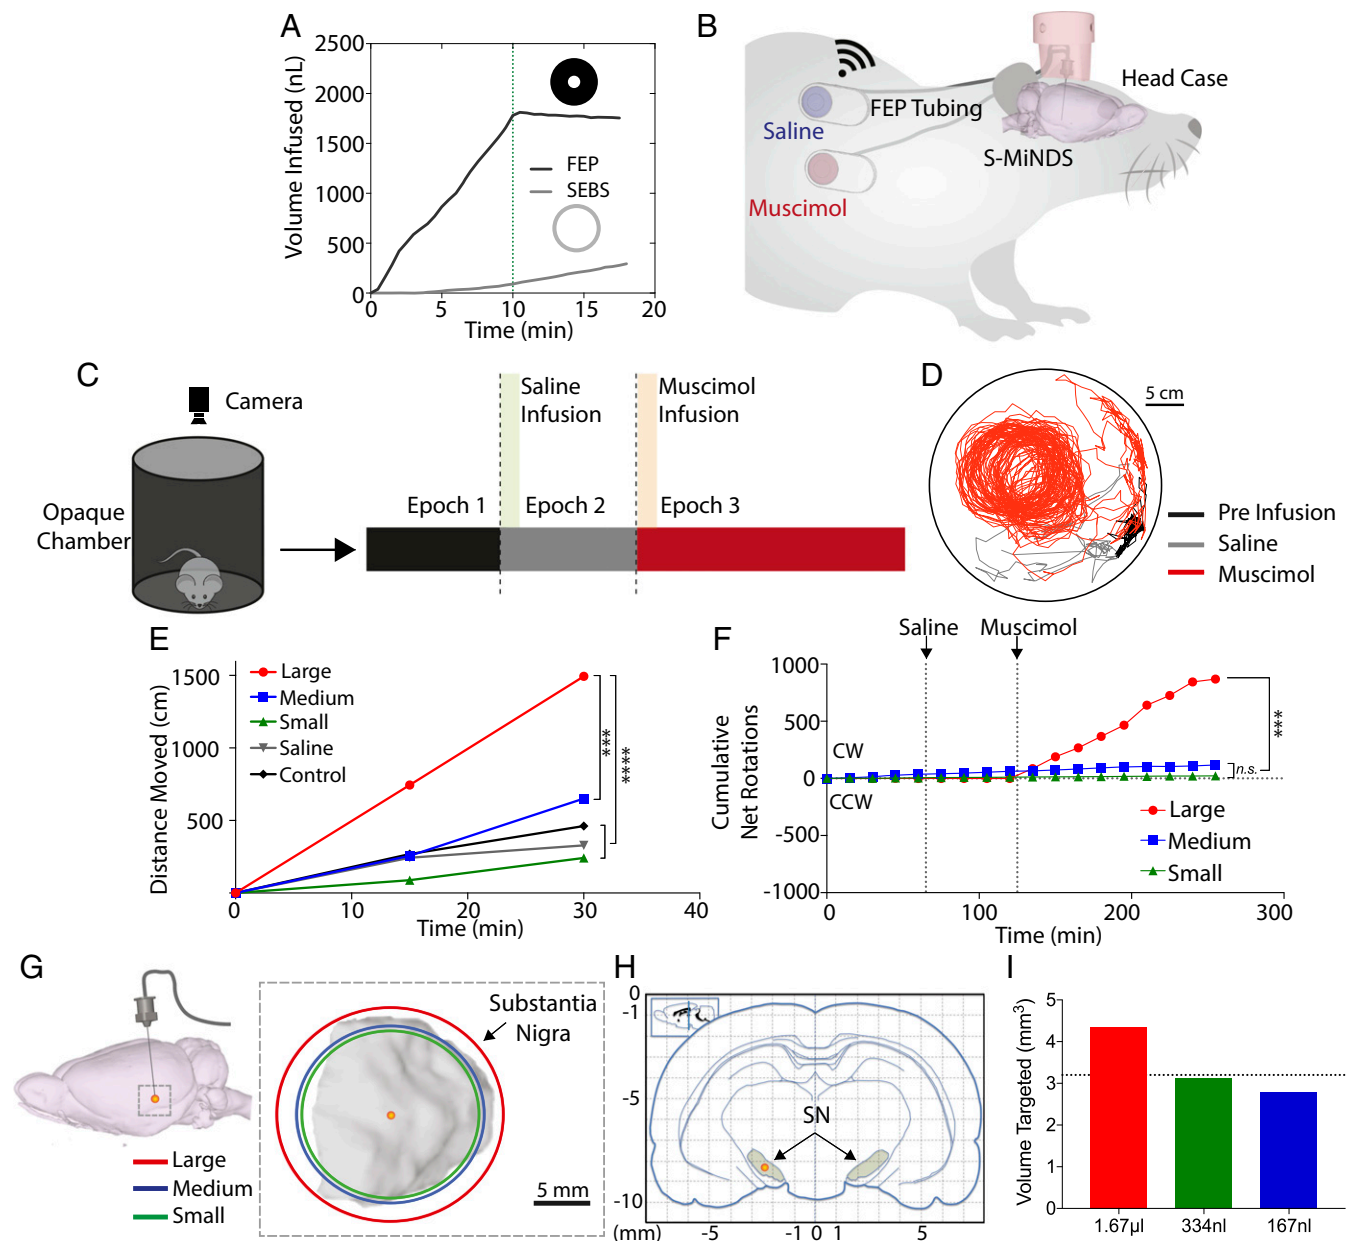 A
Volume Infused (nL)
2500
2000
1500
1000
500
0
FEP
SEBS
0 5 10 15 20
Time (min)
B
Head Case
FEP Tubing
Saline
S-MiNDS
Muscimol
C
Camera
Opaque
Chamber
Saline
Infusion
Muscimol
Infusion
Epoch 1
Epoch 2
Epoch 3
D
5 cm
Pre Infusion
Saline
Muscimol
E
Distance Moved (cm)
1500
1000
500
Large
Medium
Small
Saline
Control
***
****
0 10 20 30 40
Time (min)
F
Saline
Muscimol
Cumulative
Net Rotations
1000
500
0
-500
-1000
CW
CCW
***
n.s.
Large
Medium
Small
0 100 200 300
Time (min)
G
Large
Medium
Small
Substantia
Nigra
5 mm
H
0
-1
-5
-10
SN
(mm) -5 -1 0 1 5
I
Volume Targeted (mm³)
5
4
3
2
1
0
1.67µl 334nl 167nl